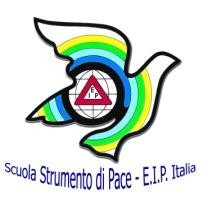 E I P
Scuola Strumento di Pace - E.I.P. Italia